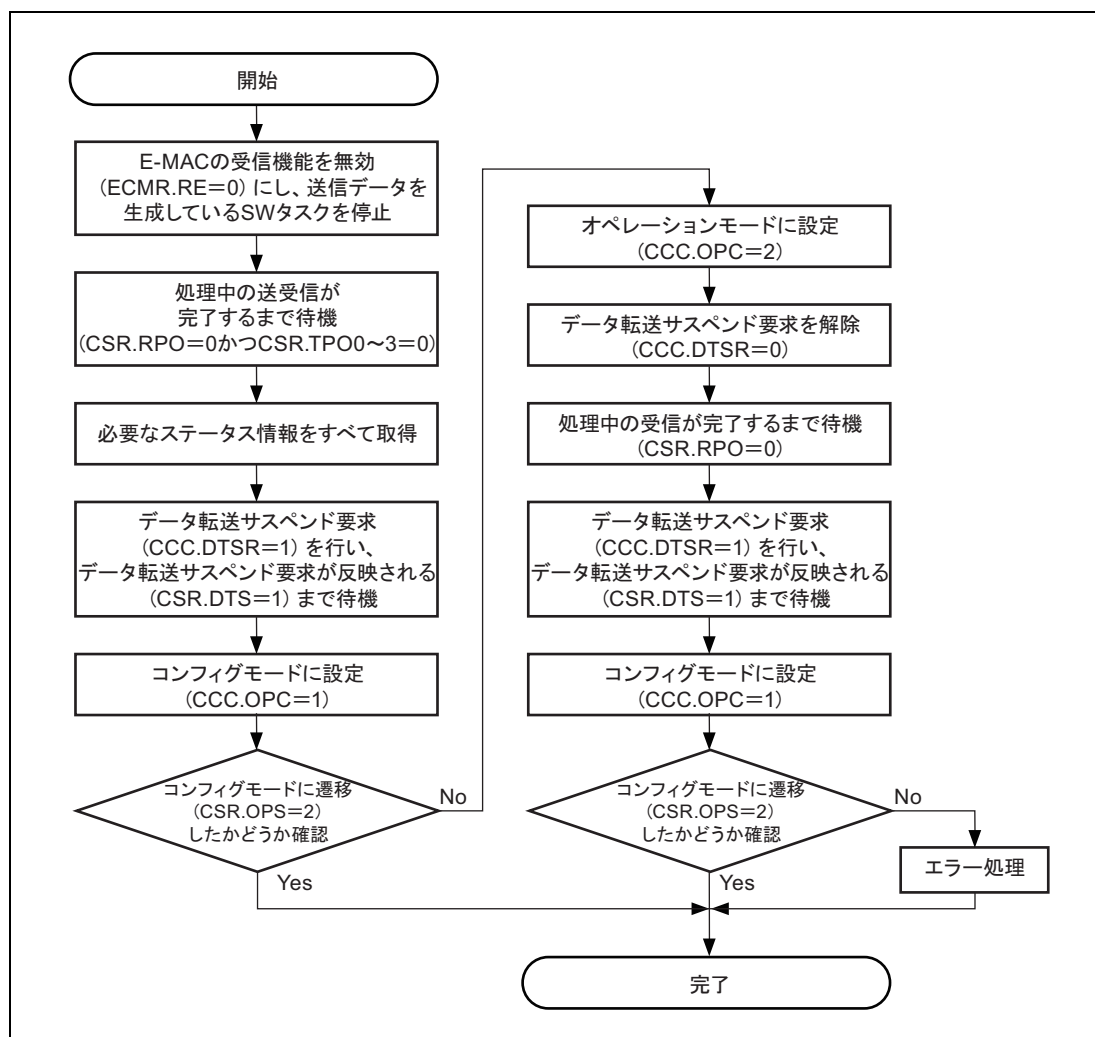 開始
E-MACの受信機能を無効
(ECMR.RE=0) にし、送信データを
生成しているSWタスクを停止
処理中の送受信が
完了するまで待機
(CSR.RPO=0かつCSR.TPO0〜3=0)
必要なステータス情報をすべて取得
データ転送サスペンド要求
(CCC.DTSR=1) を行い、
データ転送サスペンド要求が反映される
(CSR.DTS=1) まで待機
コンフィグモードに設定
(CCC.OPC=1)
コンフィグモードに遷移
(CSR.OPS=2)
したかどうか確認
No
Yes
オペレーションモードに設定
(CCC.OPC=2)
データ転送サスペンド要求を解除
(CCC.DTSR=0)
処理中の受信が完了するまで待機
(CSR.RPO=0)
データ転送サスペンド要求
(CCC.DTSR=1) を行い、
データ転送サスペンド要求が反映される
(CSR.DTS=1) まで待機
コンフィグモードに設定
(CCC.OPC=1)
コンフィグモードに遷移
(CSR.OPS=2)
したかどうか確認
No
エラー処理
Yes
完了